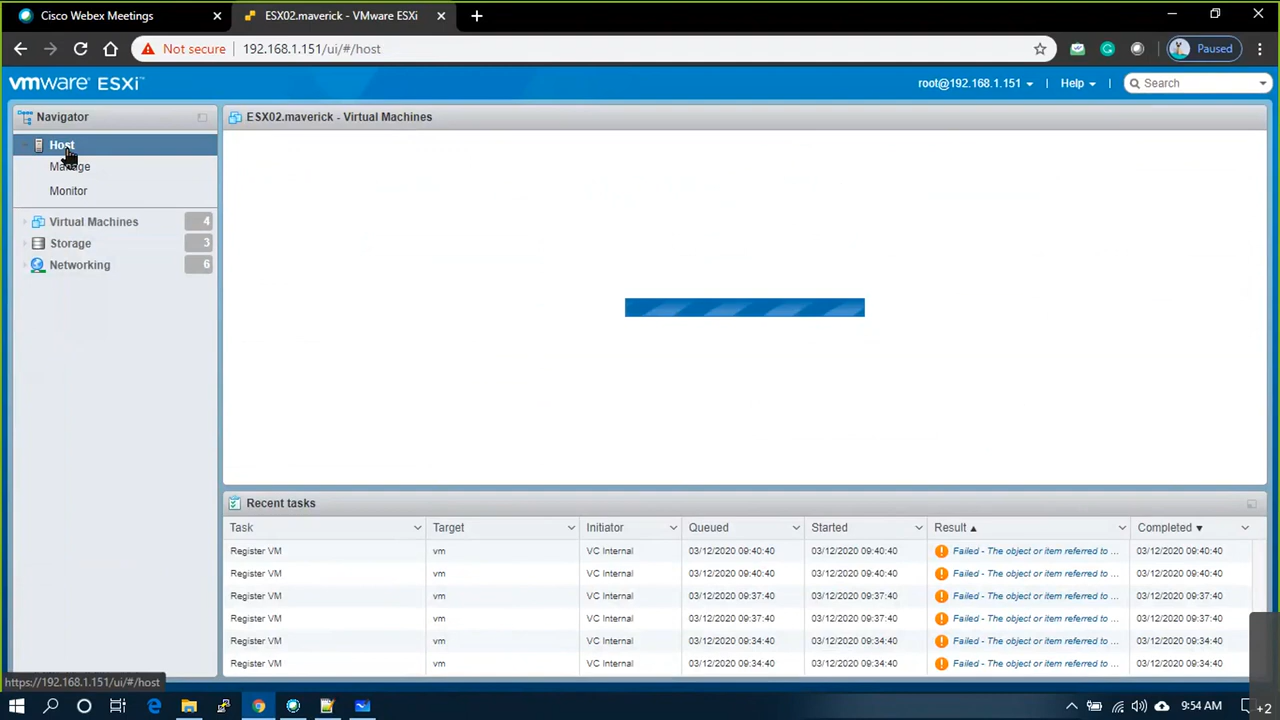 Cisco Webex Meetings
ESX02.maverick - VMware ESXi
Not secure
192.168.1.151/ui/#/host
Paused
vmware ESXi™
root@192.168.1.151
Help
Search
Navigator
Host
Manage
Monitor
Virtual Machines 4
Storage 3
Networking 6
ESX02.maverick - Virtual Machines
Recent tasks
Task Target Initiator Queued Started Result Completed
Register VM vm VC Internal 03/12/2020 09:40:40 03/12/2020 09:40:40 Failed - The object or item referred to ... 03/12/2020 09:40:40
Register VM vm VC Internal 03/12/2020 09:40:40 03/12/2020 09:40:40 Failed - The object or item referred to ... 03/12/2020 09:40:40
Register VM vm VC Internal 03/12/2020 09:37:40 03/12/2020 09:37:40 Failed - The object or item referred to ... 03/12/2020 09:37:40
Register VM vm VC Internal 03/12/2020 09:37:40 03/12/2020 09:37:40 Failed - The object or item referred to ... 03/12/2020 09:37:40
Register VM vm VC Internal 03/12/2020 09:34:40 03/12/2020 09:34:40 Failed - The object or item referred to ... 03/12/2020 09:34:40
Register VM vm VC Internal 03/12/2020 09:34:40 03/12/2020 09:34:40 Failed - The object or item referred to ... 03/12/2020 09:34:40
https://192.168.1.151/ui/#/host
9:54 AM
+2